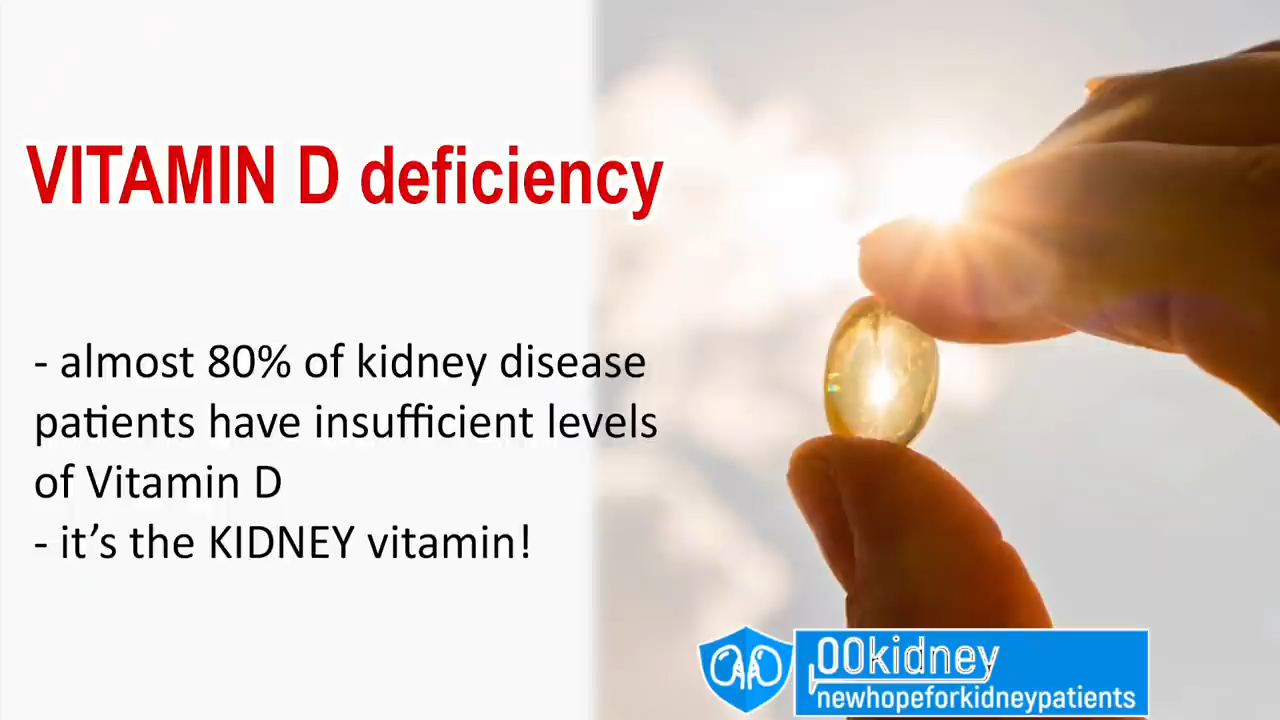 VITAMIN D deficiency
- almost 80% of kidney disease
patients have insufficient levels
of Vitamin D
- it’s the KIDNEY vitamin!
00kidney
newhopeforkidneypatients